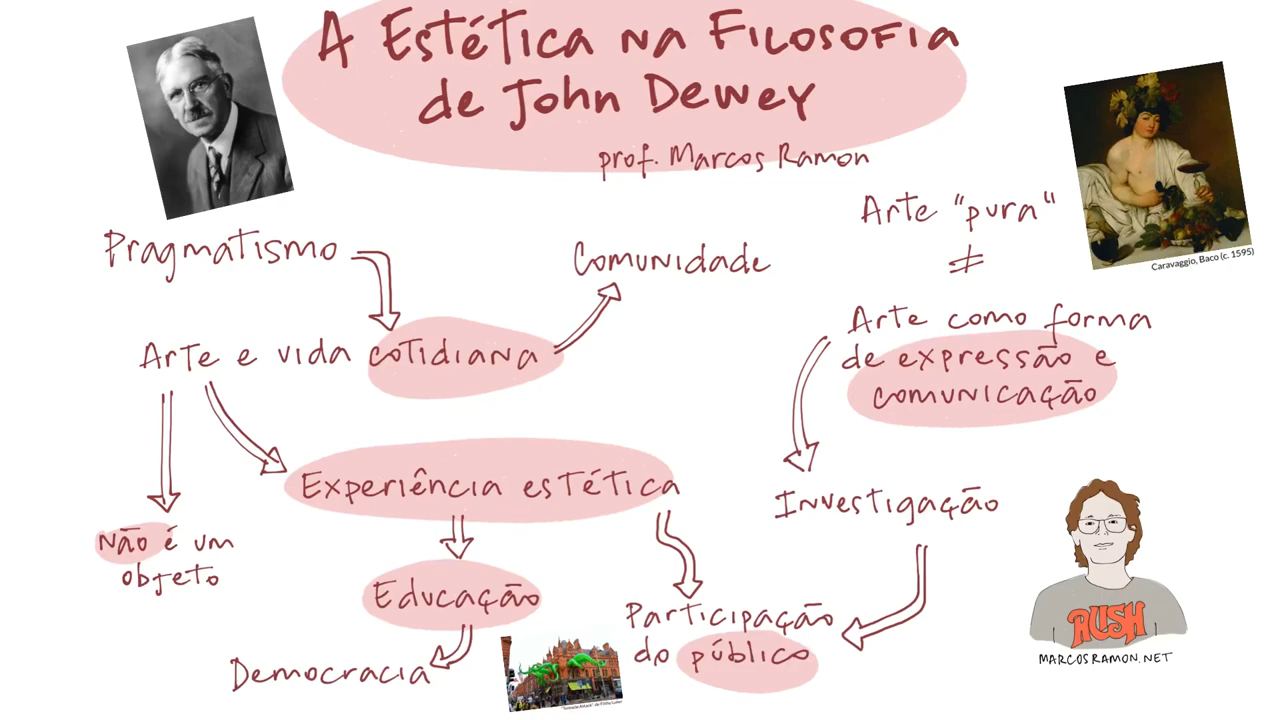 A Estética na Filosofia
de John Dewey
prof. Marcos Ramon
Arte "pura"
≠
Caravaggio, Baco (c. 1595)
Pragmatismo
Comunidade
Arte e vida cotidiana
Arte como forma
de expressão e
comunicação
Experiência estética
Investigação
Não é um
objeto
Educação
Participação
do público
Democracia
RUSH
MARCOSRAMON.NET